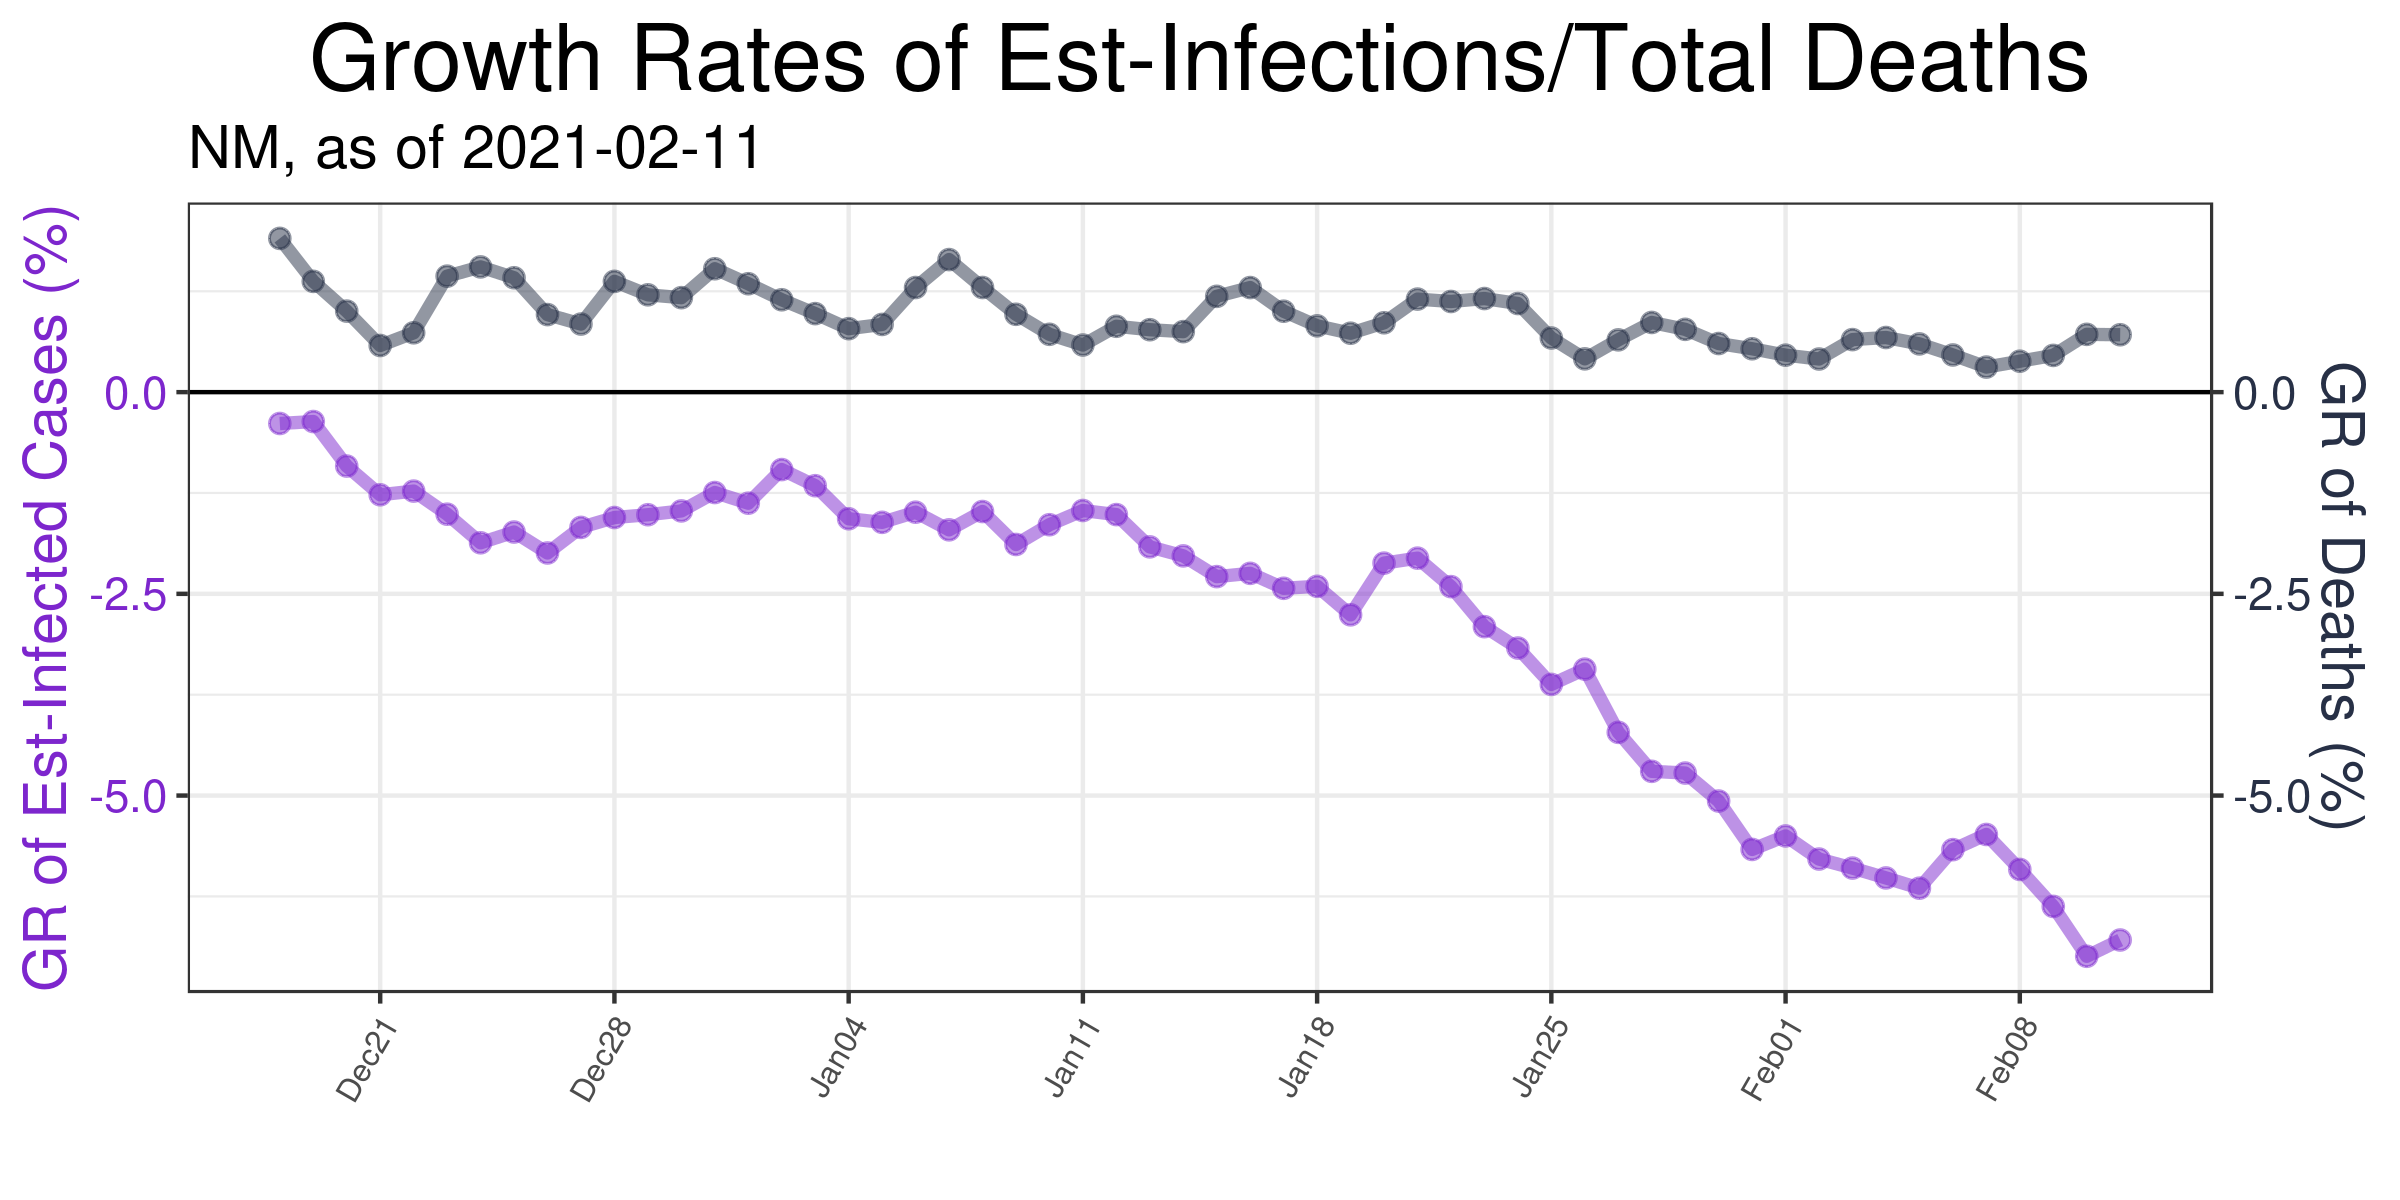 Growth Rates of Est-Infections/Total Deaths
NM, as of 2021-02-11
GR of Est-Infected Cases (%)
0.0
-2.5
-5.0
0.0
-2.5
-5.0
GR of Deaths (%)
Dec21
Dec28
Jan04
Jan11
Jan18
Jan25
Feb01
Feb08